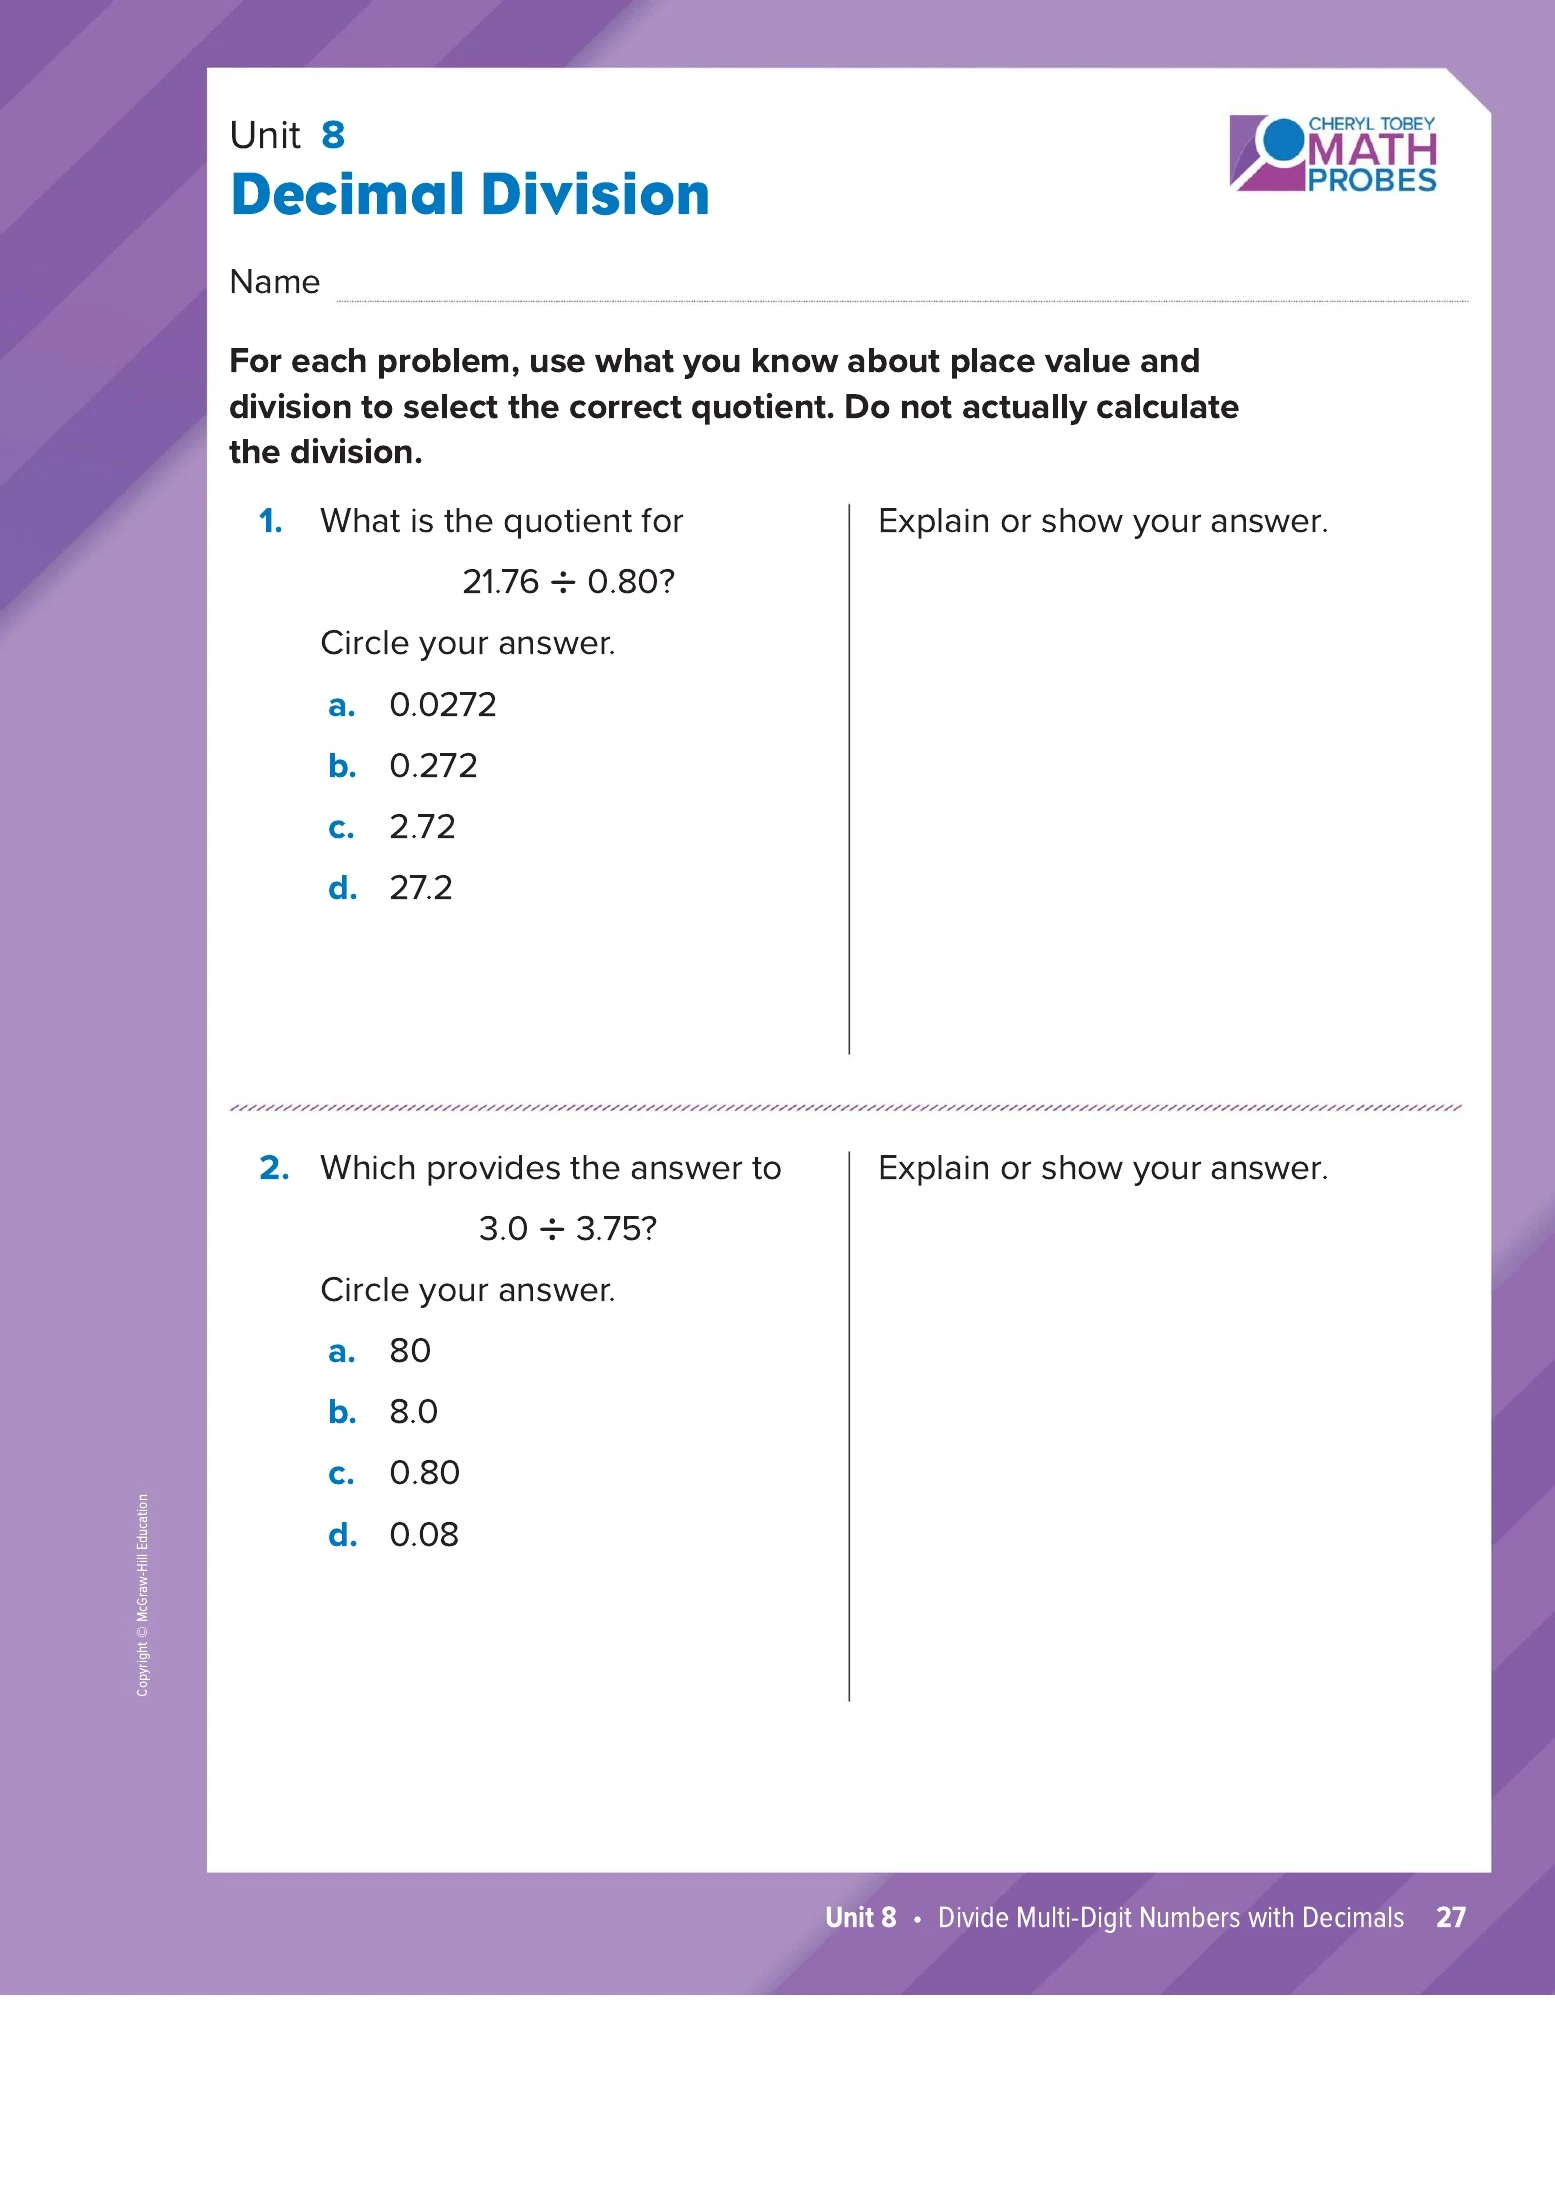 Unit 8
Decimal Division
CHERYL TOBEY
MATH
PROBES
Name
For each problem, use what you know about place value and
division to select the correct quotient. Do not actually calculate
the division.
1. What is the quotient for
21.76 ÷ 0.80?
Circle your answer.
a. 0.0272
b. 0.272
c. 2.72
d. 27.2
Explain or show your answer.
2. Which provides the answer to
3.0 ÷ 3.75?
Circle your answer.
a. 80
b. 8.0
c. 0.80
d. 0.08
Explain or show your answer.
Copyright © McGraw-Hill Education
Unit 8 • Divide Multi-Digit Numbers with Decimals 27